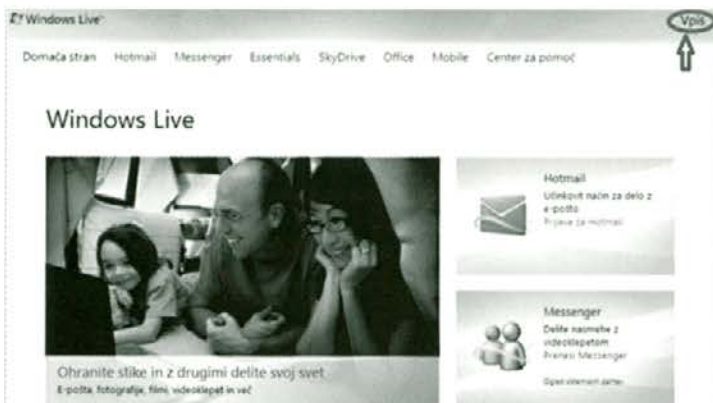 Windows Live
Vpis
Domača stran Hotmail Messenger Essentials SkyDrive Office Mobile Center za pomoč
Windows Live
Hotmail
Učinkovit način za delo z
e-pošto
Prijava za Hotmail
Messenger
Delite nasmehe z
videoklepetom
Prenesi Messenger
Ohranite stike in z drugimi delite svoj svet
E-pošta, fotografije, filmi, videoklepet in več